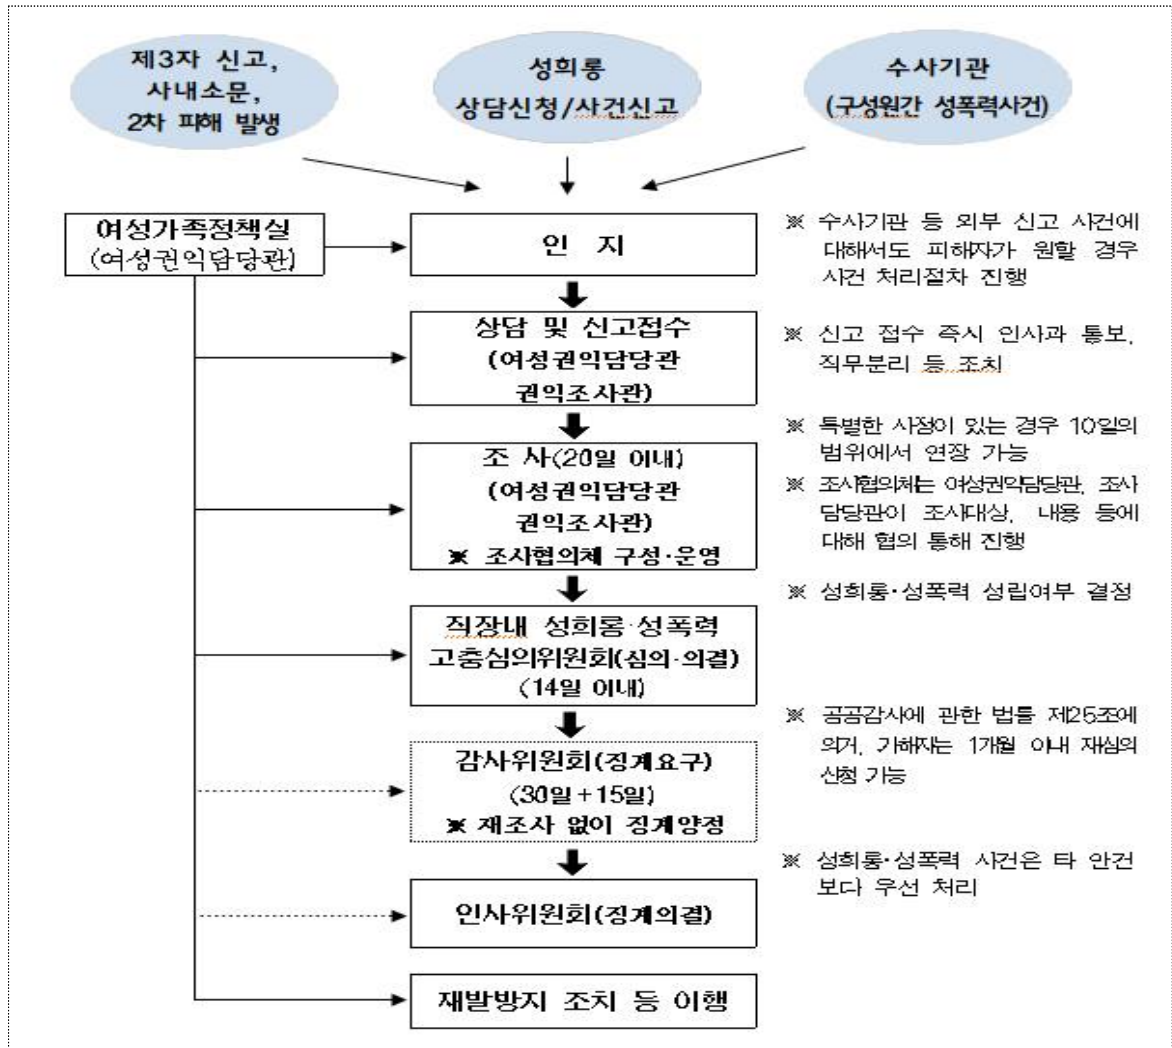 제3자 신고,
사내소문,
2차 피해 발생
성희롱
상담신청/사건신고
수사기관
(구성원간 성폭력사건)
여성가족정책실
(여성권익담당관)
인 지
※ 수사기관 등 외부 신고 사건에
대해서도 피해자가 원할 경우
사건 처리절차 진행
상담 및 신고접수
(여성권익담당관
권익조사관)
※ 신고 접수 즉시 인사과 통보,
직무분리 등 조치
조 사(20일 이내)
(여성권익담당관
권익조사관)
※ 조사협의체 구성·운영
※ 특별한 사정이 있는 경우 10일의
범위에서 연장 가능
※ 조사협의체는 여성권익담당관, 조사
담당관이 조사대상, 내용 등에
대해 협의 통해 진행
직장내 성희롱·성폭력
고충심의위원회(심의·의결)
(14일 이내)
※ 성희롱·성폭력 성립여부 결정
감사위원회(징계요구)
(30일+15일)
※ 재조사 없이 징계양정
※ 공공감사에 관한 법률 제25조에
의거, 가해자는 1개월 이내 재심의
신청 가능
인사위원회(징계의결)
※ 성희롱·성폭력 사건은 타 안건
보다 우선 처리
재발방지 조치 등 이행